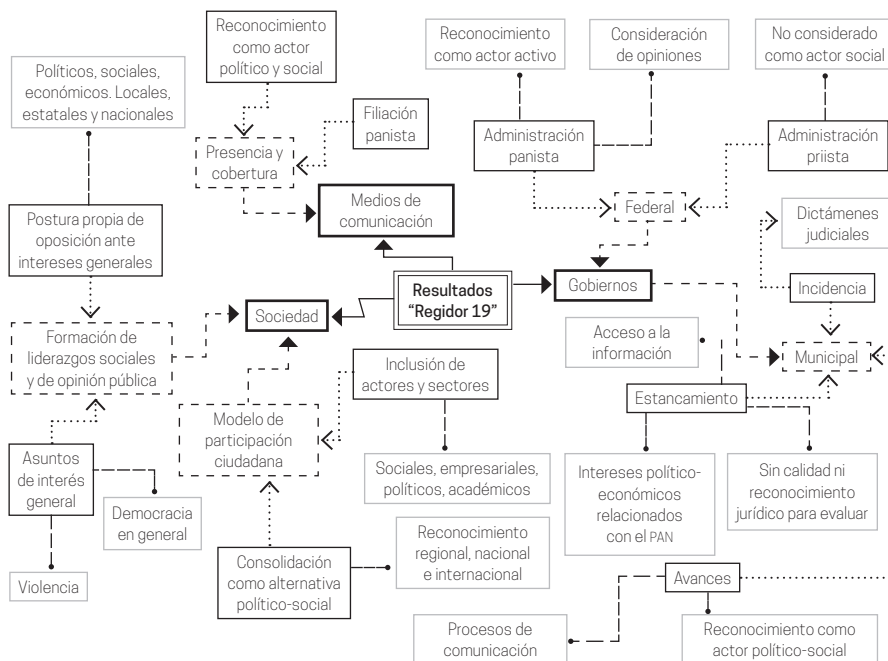 Reconocimiento
como actor
político y social
Reconocimiento
como actor activo
Consideración
de opiniones
No considerado
como actor social
Políticos, sociales,
económicos. Locales,
estatales y nacionales
Filiación
panista
Presencia y
cobertura
Administración
panista
Administración
priista
Medios de
comunicación
Federal
Dictámenes
judiciales
Postura propia de
oposición ante
intereses generales
Resultados
“Regidor 19”
Gobiernos
Incidencia
Sociedad
Formación de
liderazgos sociales
y de opinión pública
Acceso a la
información
Municipal
Inclusión de
actores y sectores
Estancamiento
Modelo de
participación
ciudadana
Asuntos
de interés
general
Sociales, empresariales,
políticos, académicos
Intereses político-
económicos
relacionados
con el PAN
Sin calidad ni
reconocimiento
jurídico para evaluar
Democracia
en general
Reconocimiento
regional, nacional
e internacional
Consolidación
como alternativa
político-social
Violencia
Avances
Procesos de
comunicación
Reconocimiento como
actor político-social